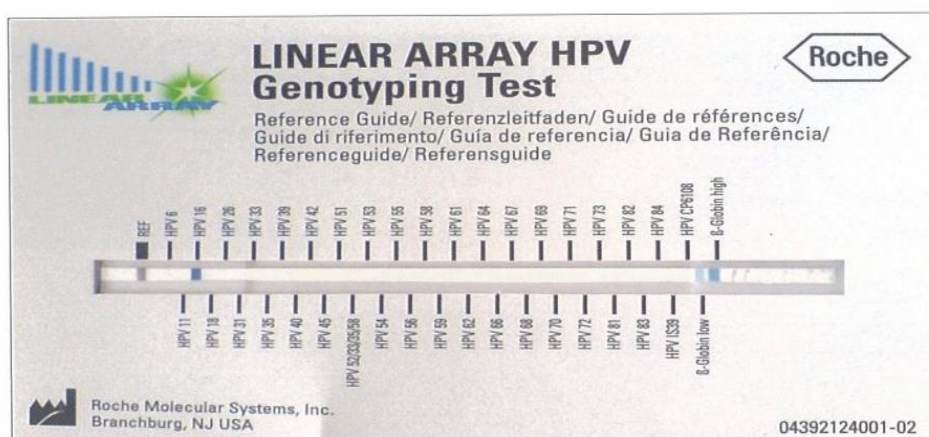 LINEAR
ARRAY
LINEAR ARRAY HPV
Genotyping Test
Roche
Reference Guide/ Referenzleitfaden/ Guide de références/
Guide di riferimento/ Guía de referencia/ Guia de Referência/
Referenceguide/ Referensguide
REF
HPV 6
HPV 16
HPV 26
HPV 33
HPV 39
HPV 42
HPV 51
HPV 53
HPV 55
HPV 58
HPV 61
HPV 64
HPV 67
HPV 69
HPV 71
HPV 73
HPV 82
HPV 84
HPV CP6108
ß-Globin high
HPV 11
HPV 18
HPV 31
HPV 35
HPV 40
HPV 45
HPV 52/33/35/58
HPV 54
HPV 56
HPV 59
HPV 62
HPV 66
HPV 68
HPV 70
HPV 72
HPV 81
HPV 83
HPV IS39
ß-Globin low
Roche Molecular Systems, Inc.
Branchburg, NJ USA
04392124001-02